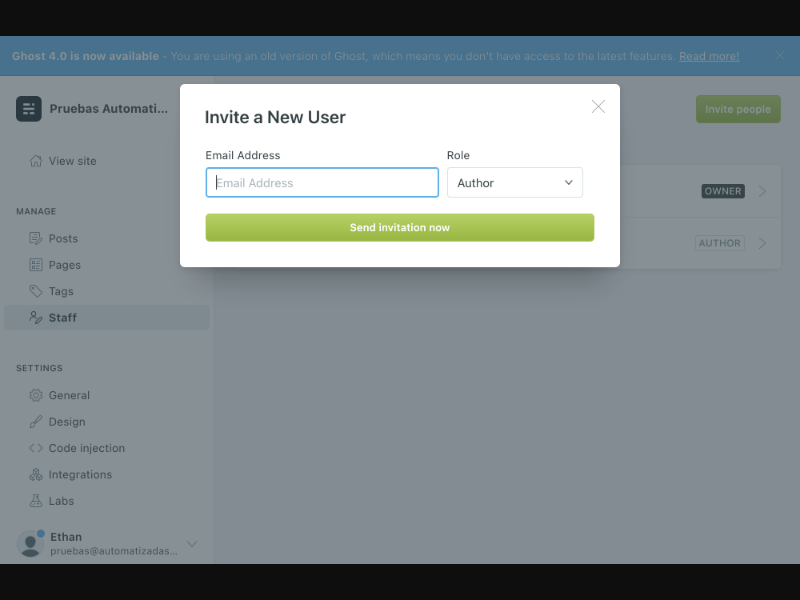 Ghost 4.0 is now available - You are using an old version of Ghost, which means you don't have access to the latest features. Read more!
Pruebas Automati...
Invite people
Invite a New User
Email Address
Role
Email Address
Author
Send invitation now
View site
OWNER
MANAGE
Posts
AUTHOR
Pages
Tags
Staff
SETTINGS
General
Design
Code injection
Integrations
Labs
Ethan
pruebas@automatizadas...